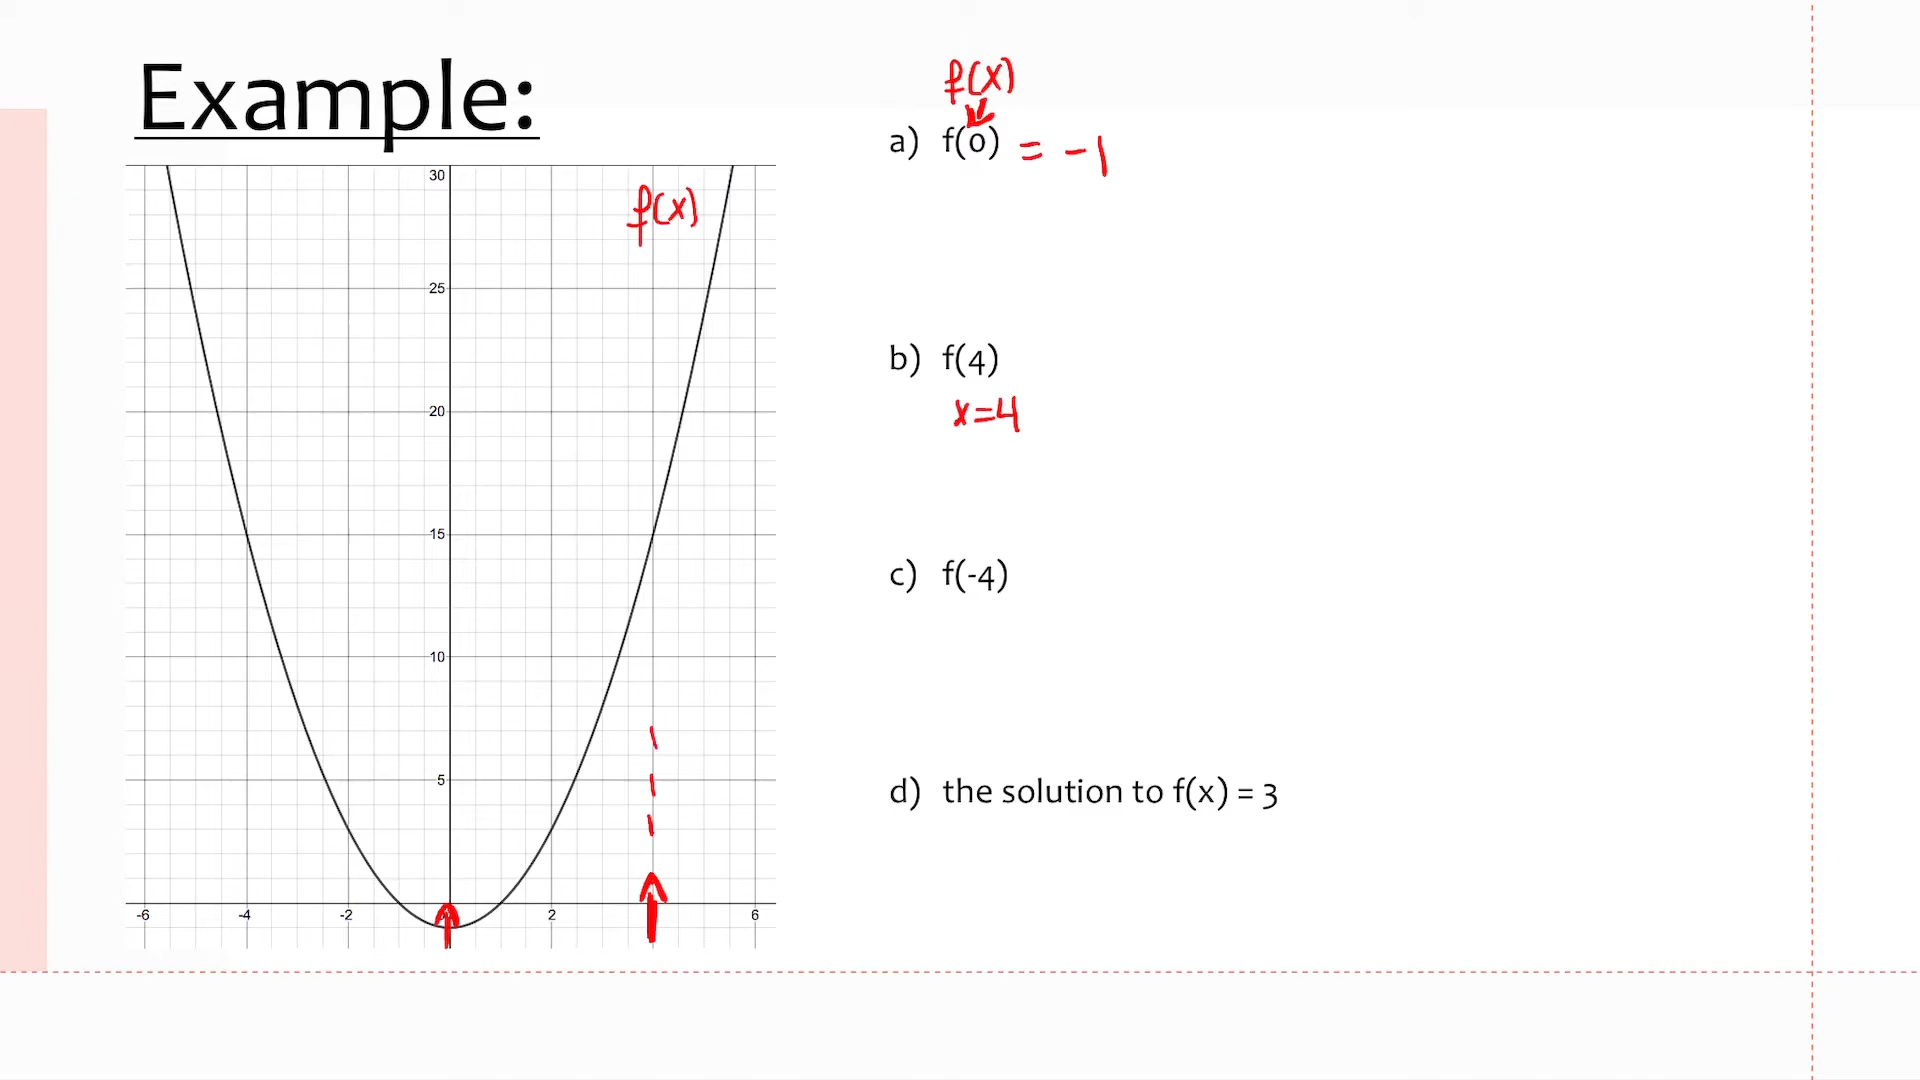 Example:
f(x)
a) f(0) = -1
30
f(x)
25
b) f(4)
20
x=4
15
c) f(-4)
10
5
d) the solution to f(x) = 3
-6 -4 -2 2 6